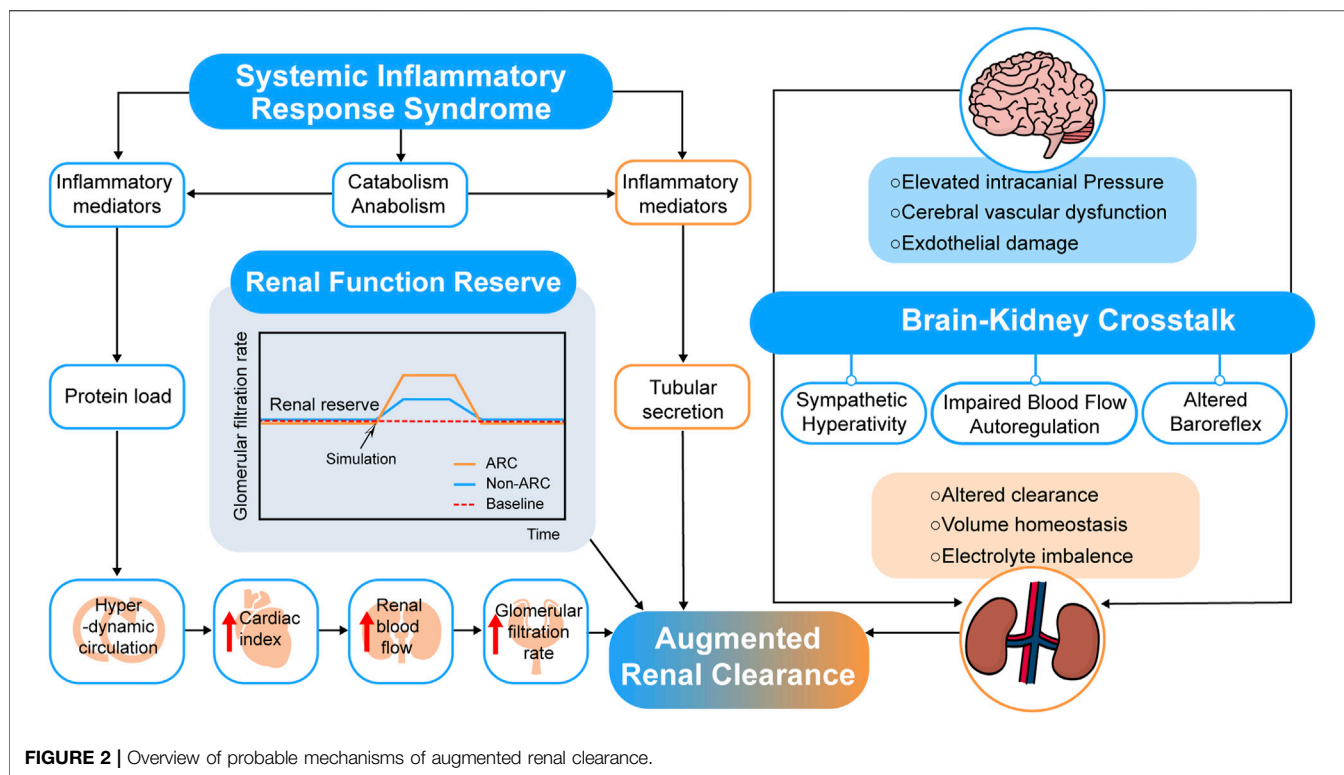 Systemic Inflammatory
Response Syndrome
Inflammatory
mediators
Catabolism
Anabolism
Inflammatory
mediators
Renal Function Reserve
Glomerular filtration rate
Renal reserve
Simulation
ARC
Non-ARC
Baseline
Time
Protein load
Tubular
secretion
Hyper
-dynamic
circulation
Cardiac
index
Renal
blood
flow
Glomerular
filtration
rate
Augmented
Renal Clearance
○Elevated intracanial Pressure
○Cerebral vascular dysfunction
○Exdothelial damage
Brain-Kidney Crosstalk
Sympathetic
Hyperativity
Impaired Blood Flow
Autoregulation
Altered
Baroreflex
○Altered clearance
○Volume homeostasis
○Electrolyte imbalence
FIGURE 2 | Overview of probable mechanisms of augmented renal clearance.